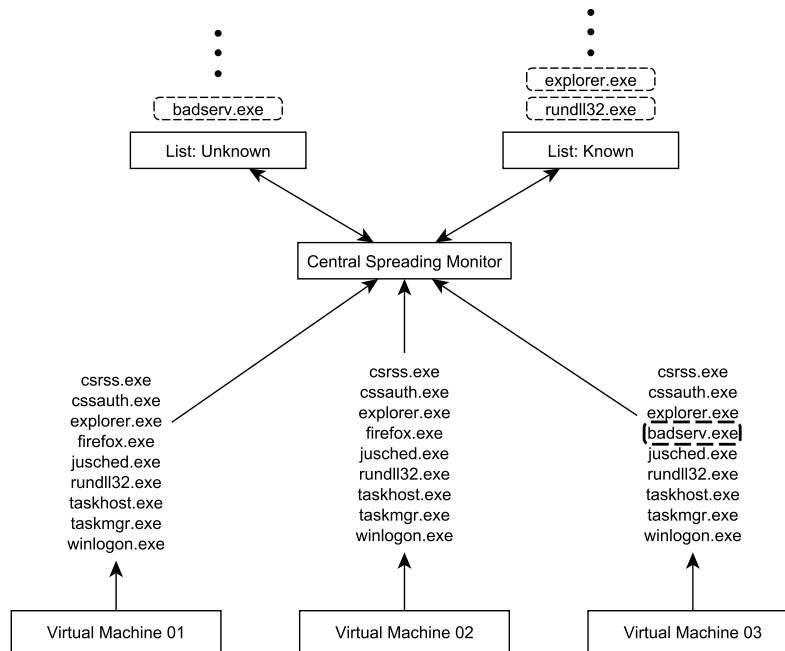 explorer.exe
badserv.exe
rundll32.exe
List: Unknown
List: Known
Central Spreading Monitor
csrss.exe
cssauth.exe
explorer.exe
firefox.exe
jusched.exe
rundll32.exe
taskhost.exe
taskmgr.exe
winlogon.exe
csrss.exe
cssauth.exe
explorer.exe
firefox.exe
jusched.exe
rundll32.exe
taskhost.exe
taskmgr.exe
winlogon.exe
csrss.exe
cssauth.exe
explorer.exe
badserv.exe
jusched.exe
rundll32.exe
taskhost.exe
taskmgr.exe
winlogon.exe
Virtual Machine 01
Virtual Machine 02
Virtual Machine 03